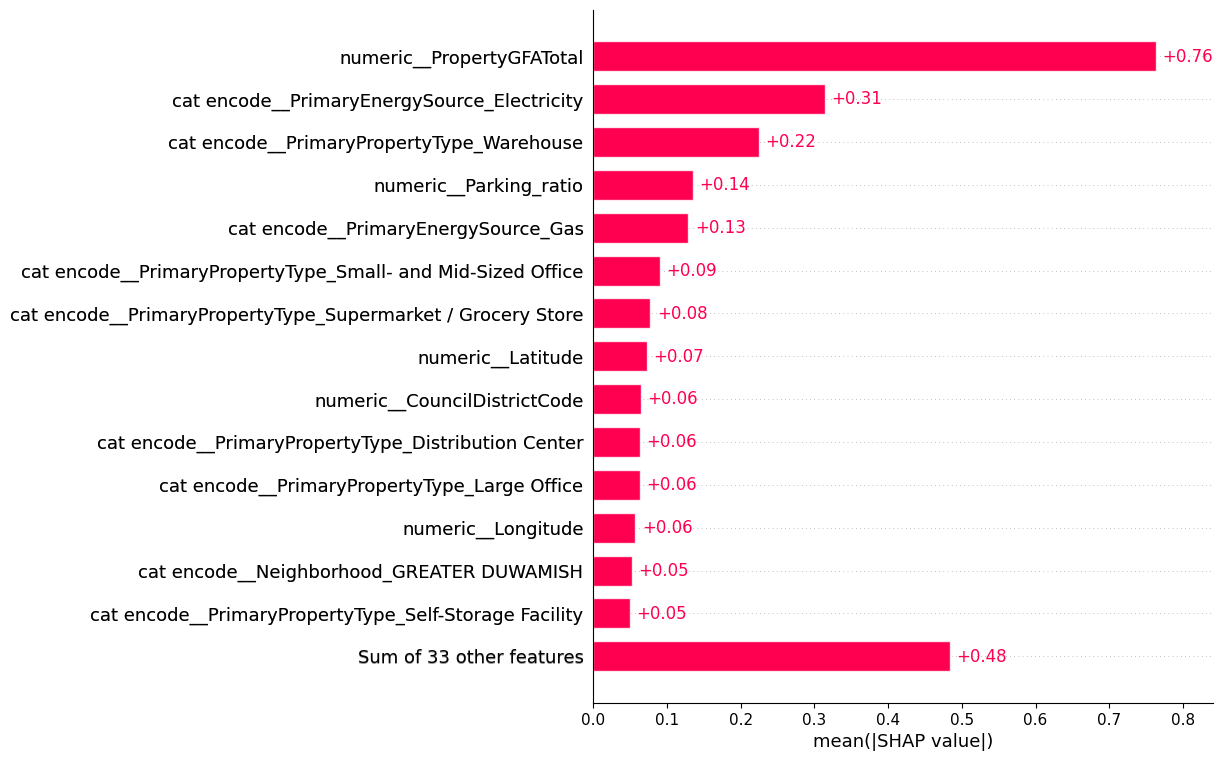 numeric__PropertyGFATotal +0.76
cat encode__PrimaryEnergySource_Electricity +0.31
cat encode__PrimaryPropertyType_Warehouse +0.22
numeric__Parking_ratio +0.14
cat encode__PrimaryEnergySource_Gas +0.13
cat encode__PrimaryPropertyType_Small- and Mid-Sized Office +0.09
cat encode__PrimaryPropertyType_Supermarket / Grocery Store +0.08
numeric__Latitude +0.07
numeric__CouncilDistrictCode +0.06
cat encode__PrimaryPropertyType_Distribution Center +0.06
cat encode__PrimaryPropertyType_Large Office +0.06
numeric__Longitude +0.06
cat encode__Neighborhood_GREATER DUWAMISH +0.05
cat encode__PrimaryPropertyType_Self-Storage Facility +0.05
Sum of 33 other features +0.48
0.0 0.1 0.2 0.3 0.4 0.5 0.6 0.7 0.8
mean(|SHAP value|)